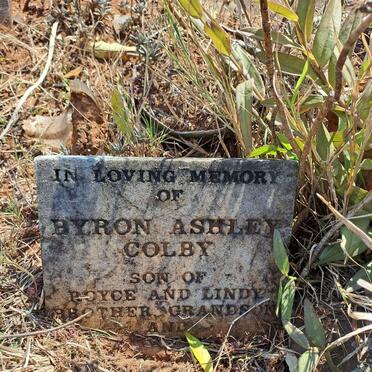 IN LOVING MEMORY
OF
BYRON ASHLEY
COLBY
SON OF
ROYCE AND LINDY
BROTHER, GRANDSON
AND